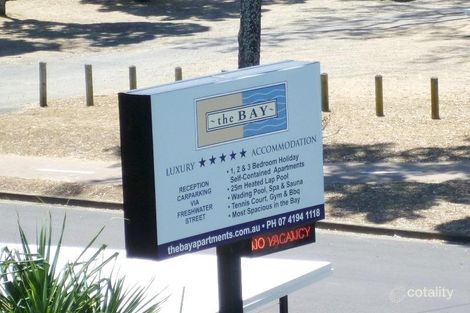 ~the BAY~
LUXURY ★★★★★ ACCOMMODATION
RECEPTION
CARPARKING
VIA
FRESHWATER
STREET
• 1, 2 & 3 Bedroom Holiday
Self-Contained Apartments
• 25m Heated Lap Pool
• Wading Pool, Spa & Sauna
• Tennis Court, Gym & Bbq
• Most Spacious in the Bay
thebayapartments.com.au • PH 07 4194 1118
NO VACANCY
cotality